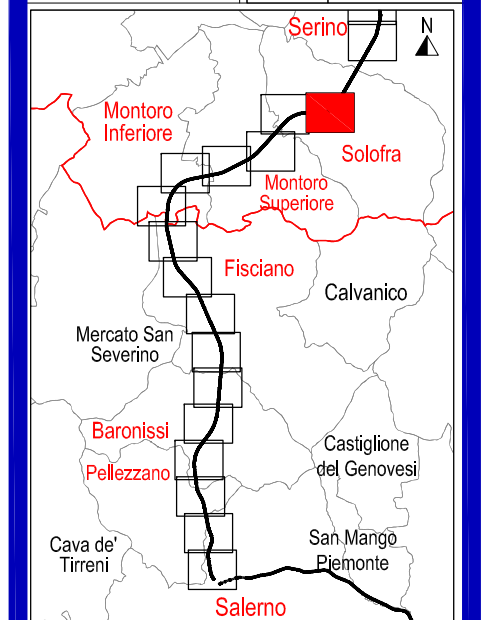 Serino
N
Montoro
Inferiore
Solofra
Montoro
Superiore
Fisciano
Calvanico
Mercato San
Severino
Baronissi
Castiglione
del Genovesi
Pellezzano
Cava de'
Tirreni
San Mango
Piemonte
Salerno